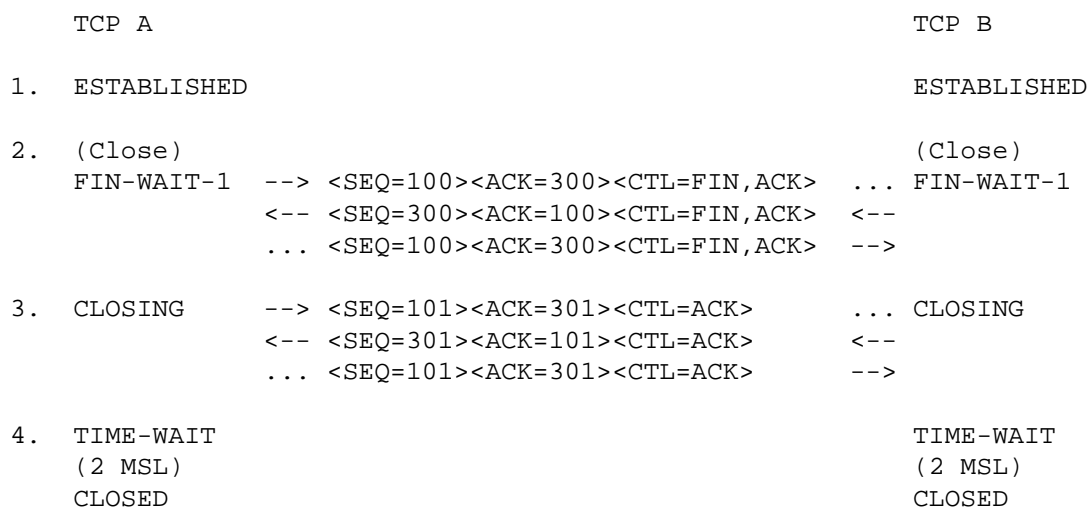 TCP A                                                TCP B
1.  ESTABLISHED                                          ESTABLISHED
2.  (Close)                                              (Close)
    FIN-WAIT-1  --> <SEQ=100><ACK=300><CTL=FIN,ACK>  ... FIN-WAIT-1
                <-- <SEQ=300><ACK=100><CTL=FIN,ACK>  <--
                ... <SEQ=100><ACK=300><CTL=FIN,ACK>  -->
3.  CLOSING     --> <SEQ=101><ACK=301><CTL=ACK>      ... CLOSING
                <-- <SEQ=301><ACK=101><CTL=ACK>      <--
                ... <SEQ=101><ACK=301><CTL=ACK>      -->
4.  TIME-WAIT                                            TIME-WAIT
    (2 MSL)                                              (2 MSL)
    CLOSED                                               CLOSED